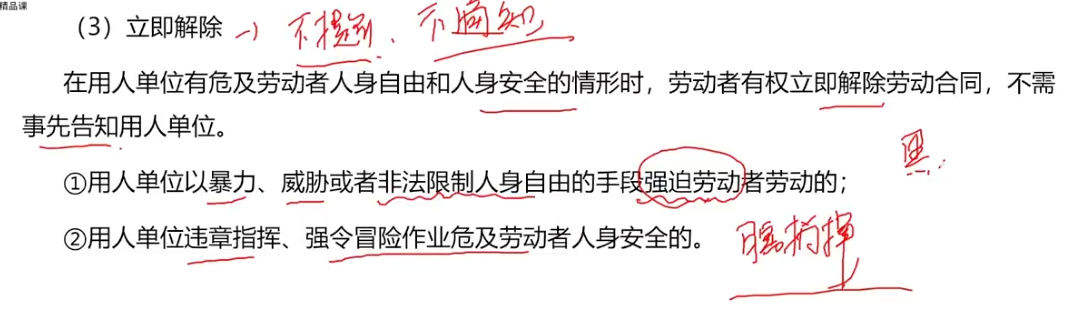 精品课
（3）立即解除 → 不提前、不通知
在用人单位有危及劳动者人身自由和人身安全的情形时，劳动者有权立即解除劳动合同，不需
事先告知用人单位。
黑
①用人单位以暴力、威胁或者非法限制人身自由的手段强迫劳动者劳动的；
②用人单位违章指挥、强令冒险作业危及劳动者人身安全的。
瞎指挥